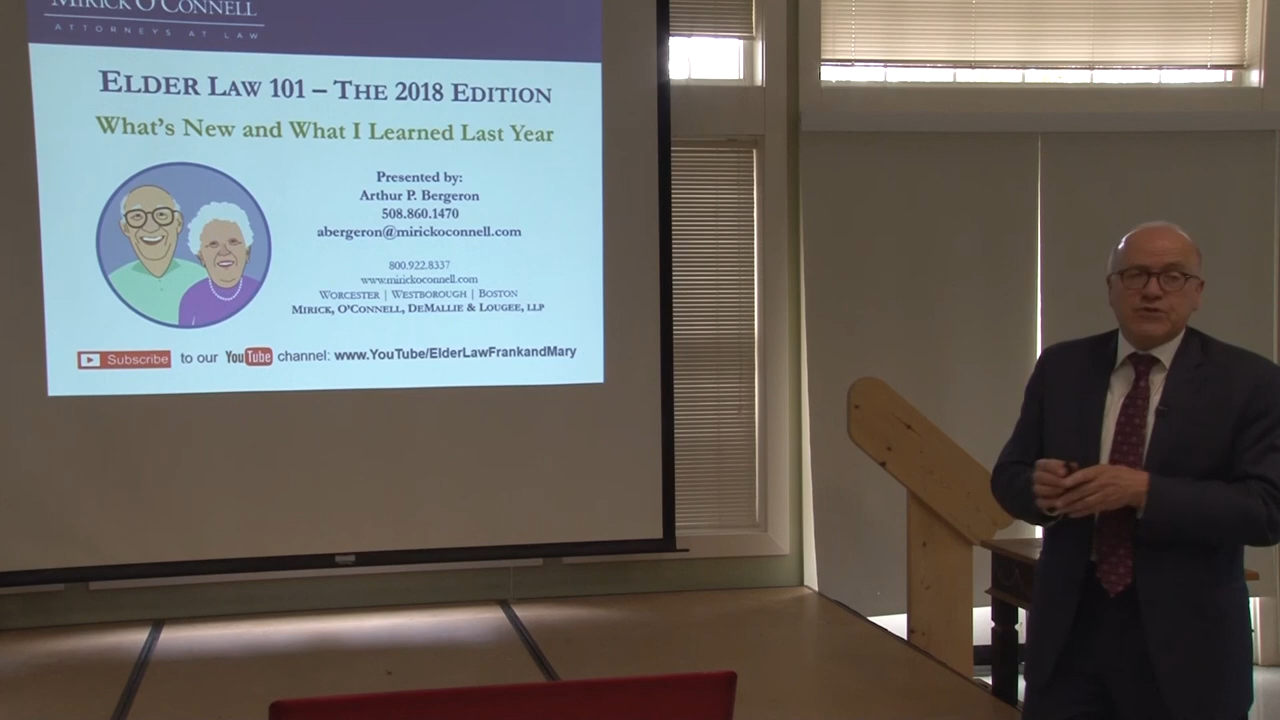 MIRICK O'CONNELL
ATTORNEYS AT LAW
ELDER LAW 101 – THE 2018 EDITION
What's New and What I Learned Last Year
Presented by:
Arthur P. Bergeron
508.860.1470
abergeron@mirickoconnell.com
800.922.8337
www.mirickoconnell.com
WORCESTER | WESTBOROUGH | BOSTON
MIRICK, O'CONNELL, DEMALLIE & LOUGEE, LLP
Subscribe to our YouTube channel: www.YouTube/ElderLawFrankandMary